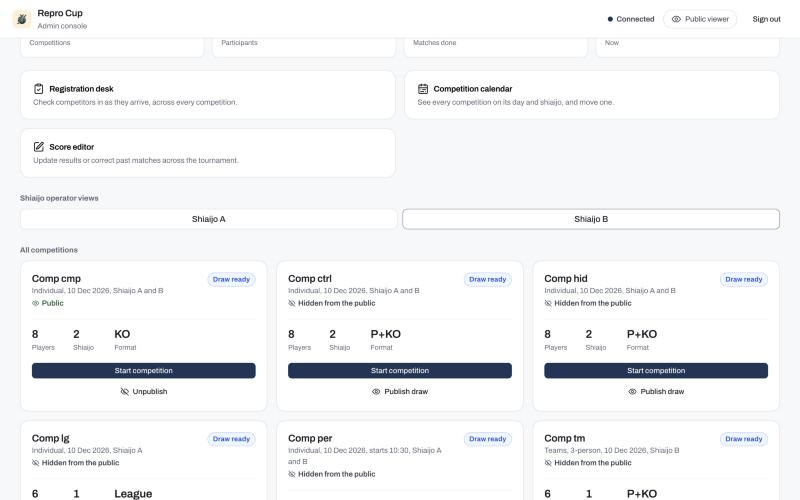 Repro Cup
Admin console
Connected
Public viewer
Sign out
Competitions
Participants
Matches done
Now
Registration desk
Check competitors in as they arrive, across every competition.
Competition calendar
See every competition on its day and shiaijo, and move one.
Score editor
Update results or correct past matches across the tournament.
Shiaijo operator views
Shiaijo A
Shiaijo B
All competitions
Comp cmp
Draw ready
Individual, 10 Dec 2026, Shiaijo A and B
Public
8
2
KO
Players
Shiaijo
Format
Start competition
Unpublish
Comp ctrl
Draw ready
Individual, 10 Dec 2026, Shiaijo A and B
Hidden from the public
8
2
P+KO
Players
Shiaijo
Format
Start competition
Publish draw
Comp hid
Draw ready
Individual, 10 Dec 2026, Shiaijo A and B
Hidden from the public
8
2
P+KO
Players
Shiaijo
Format
Start competition
Publish draw
Comp lg
Draw ready
Individual, 10 Dec 2026, Shiaijo A
Hidden from the public
6
1
League
Comp per
Draw ready
Individual, 10 Dec 2026, starts 10:30, Shiaijo A
and B
Hidden from the public
Comp tm
Draw ready
Teams, 3-person, 10 Dec 2026, Shiaijo B
Hidden from the public
6
1
P+KO